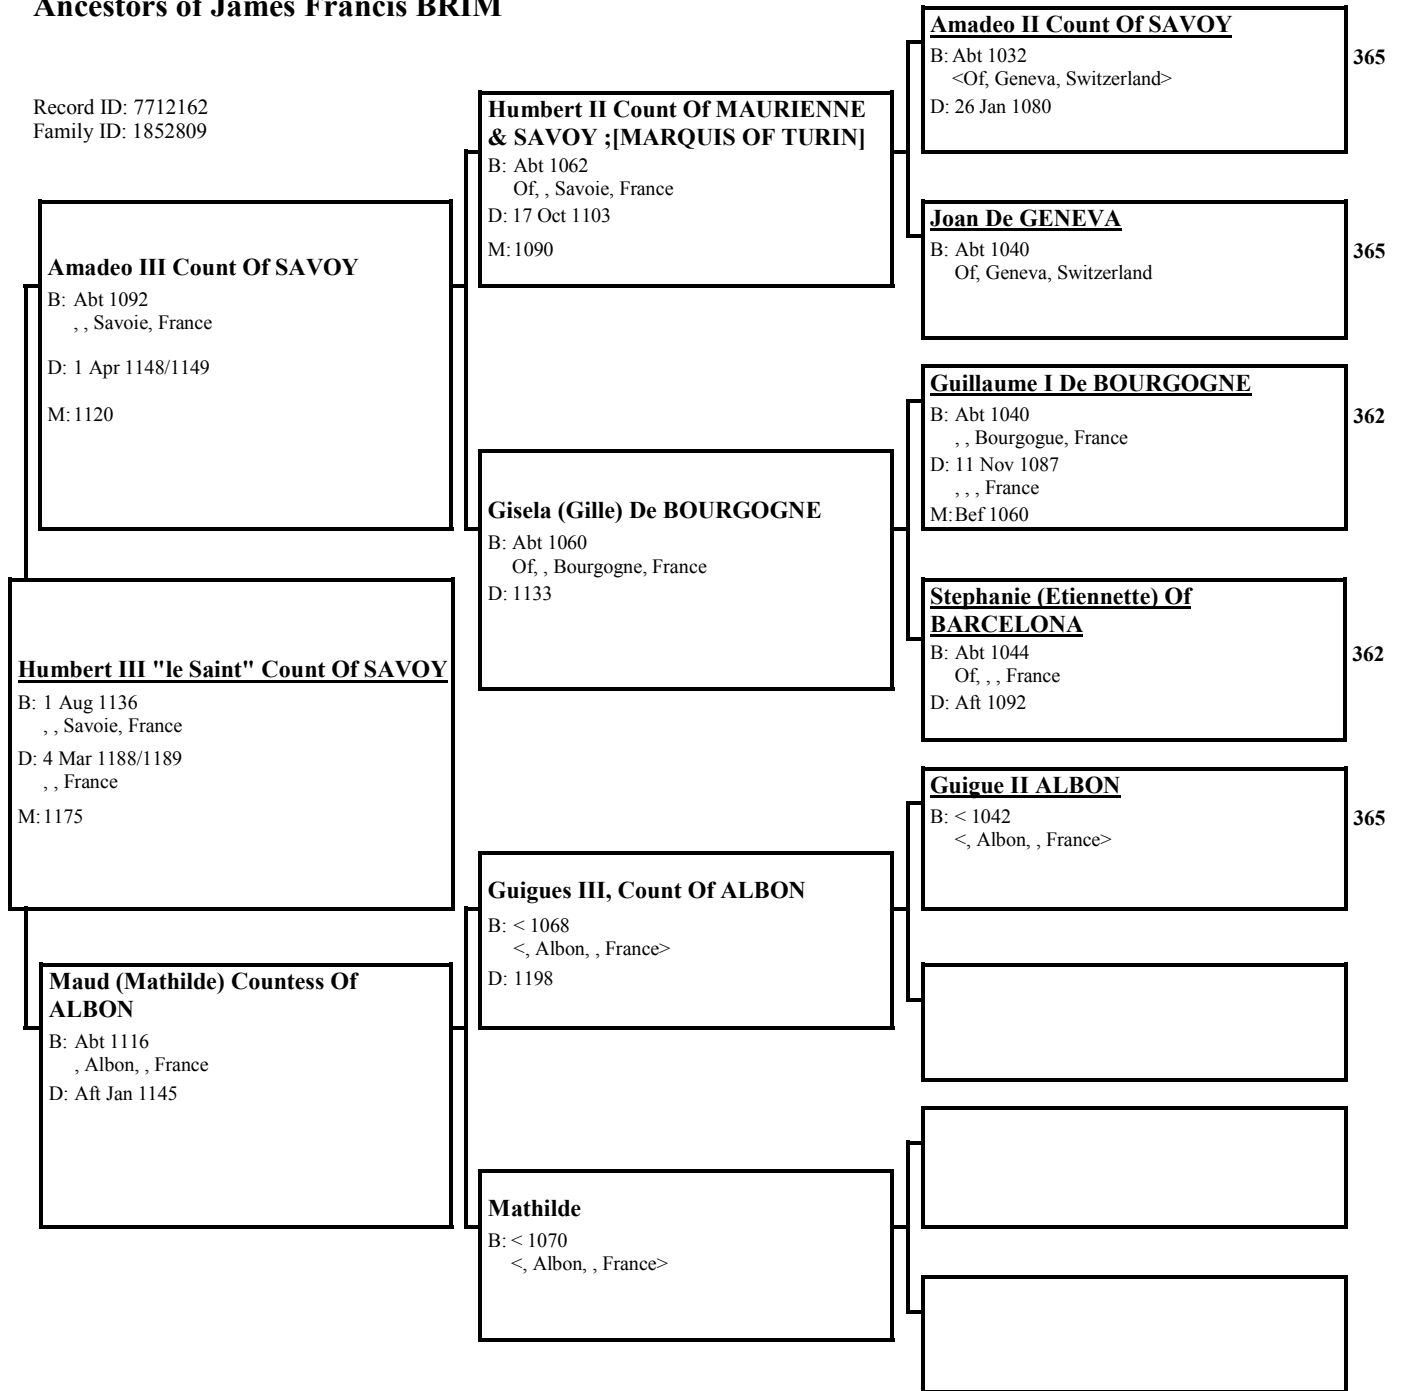 Ancestors of James Francis BRIM
Record ID: 7712162
Family ID: 1852809
Amadeo III Count Of SAVOY
B: Abt 1092
, , Savoie, France
D: 1 Apr 1148/1149
M: 1120
Humbert III "le Saint" Count Of SAVOY
B: 1 Aug 1136
, , Savoie, France
D: 4 Mar 1188/1189
, , France
M: 1175
Maud (Mathilde) Countess Of
ALBON
B: Abt 1116
, Albon, , France
D: Aft Jan 1145
Humbert II Count Of MAURIENNE
& SAVOY ;[MARQUIS OF TURIN]
B: Abt 1062
Of, , Savoie, France
D: 17 Oct 1103
M: 1090
Gisela (Gille) De BOURGOGNE
B: Abt 1060
Of, , Bourgogne, France
D: 1133
Guigues III, Count Of ALBON
B: < 1068
<, Albon, , France>
D: 1198
Mathilde
B: < 1070
<, Albon, , France>
Amadeo II Count Of SAVOY
B: Abt 1032
<Of, Geneva, Switzerland>
D: 26 Jan 1080
365
Joan De GENEVA
B: Abt 1040
Of, Geneva, Switzerland
365
Guillaume I De BOURGOGNE
B: Abt 1040
, , Bourgogue, France
D: 11 Nov 1087
, , , France
M: Bef 1060
362
Stephanie (Etiennette) Of
BARCELONA
B: Abt 1044
Of, , , France
D: Aft 1092
362
Guigue II ALBON
B: < 1042
<, Albon, , France>
365